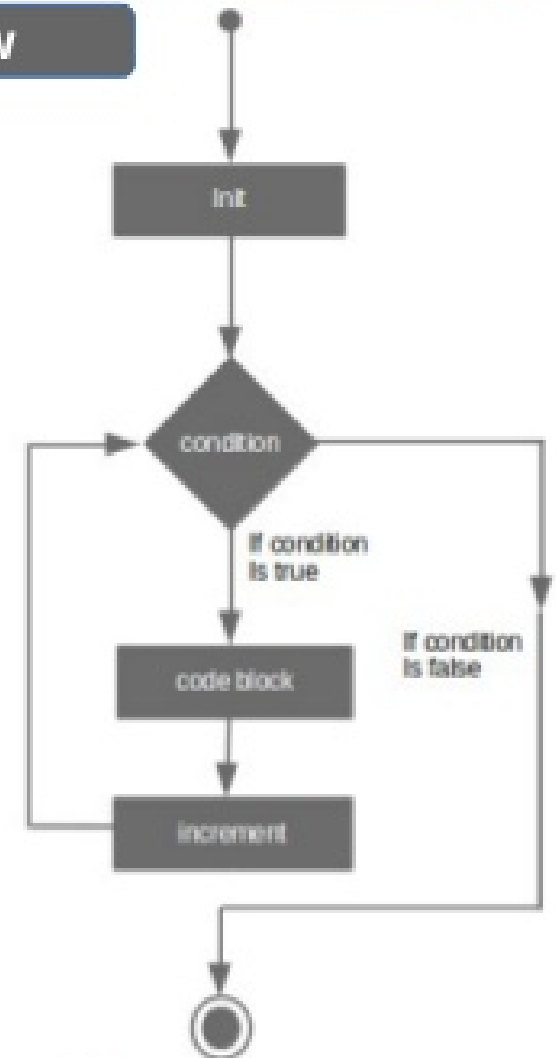 Init
condition
If condition
Is true
If condition
Is false
code block
increment